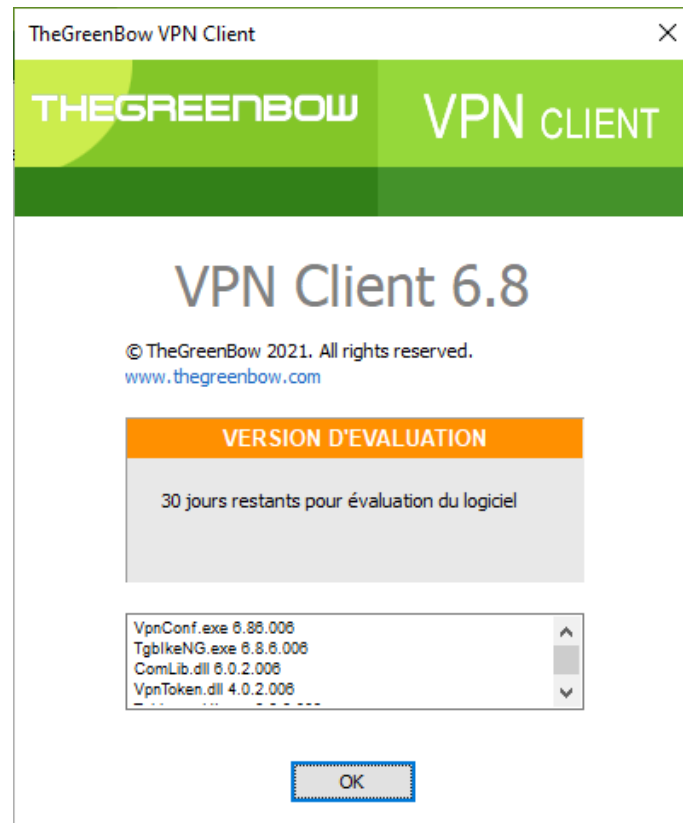 TheGreenBow VPN Client
THEGREENBOW
VPN CLIENT
VPN Client 6.8
© TheGreenBow 2021. All rights reserved.
www.thegreenbow.com
VERSION D'EVALUATION
30 jours restants pour évaluation du logiciel
VpnConf.exe 6.86.006
TgbIkeNG.exe 6.8.6.006
ComLib.dll 6.0.2.006
VpnToken.dll 4.0.2.006
OK